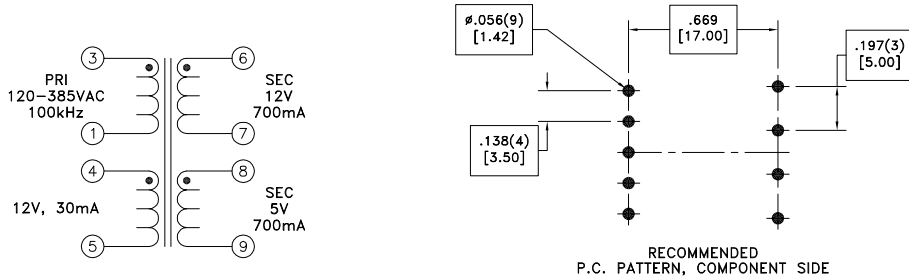 3
1
4
5
PRI
120-385VAC
100kHz
12V, 30mA
6
7
8
9
SEC
12V
700mA
SEC
5V
700mA
ø.056(9)
[1.42]
.669
[17.00]
.197(3)
[5.00]
.138(4)
[3.50]
RECOMMENDED
P.C. PATTERN, COMPONENT SIDE